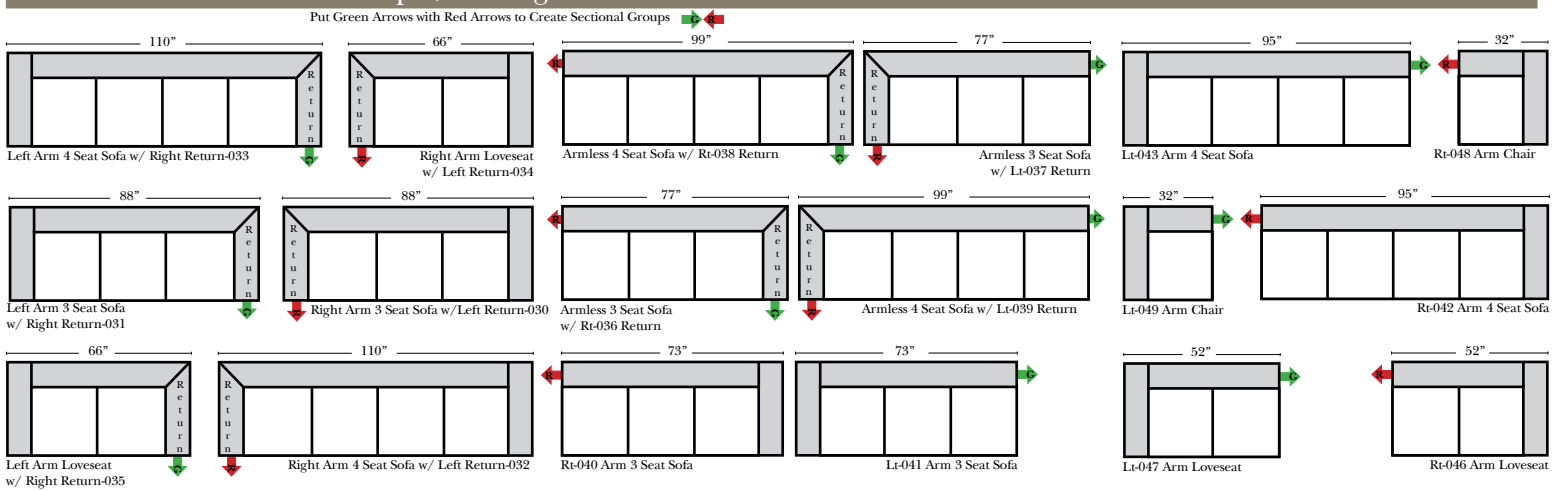 Put Green Arrows with Red Arrows to Create Sectional Groups G R
110” 66” 99” 77” 95” 32”
R G G R
Return Return Return Return
G R G R
Left Arm 4 Seat Sofa w/ Right Return-033
Right Arm Loveseat
w/ Left Return-034
Armless 4 Seat Sofa w/ Rt-038 Return
Armless 3 Seat Sofa
w/ Lt-037 Return
Lt-043 Arm 4 Seat Sofa
Rt-048 Arm Chair
88” 88” 77” 99” 32” 95”
R G G R
Return Return Return Return
G R G R
Left Arm 3 Seat Sofa
w/ Right Return-031
Right Arm 3 Seat Sofa w/Left Return-030
Armless 3 Seat Sofa
w/ Rt-036 Return
Armless 4 Seat Sofa w/ Lt-039 Return
Lt-049 Arm Chair
Rt-042 Arm 4 Seat Sofa
66” 110” 73” 73” 52” 52”
R G G R
Return Return
G R
Left Arm Loveseat
w/ Right Return-035
Right Arm 4 Seat Sofa w/ Left Return-032
Rt-040 Arm 3 Seat Sofa
Lt-041 Arm 3 Seat Sofa
Lt-047 Arm Loveseat
Rt-046 Arm Loveseat